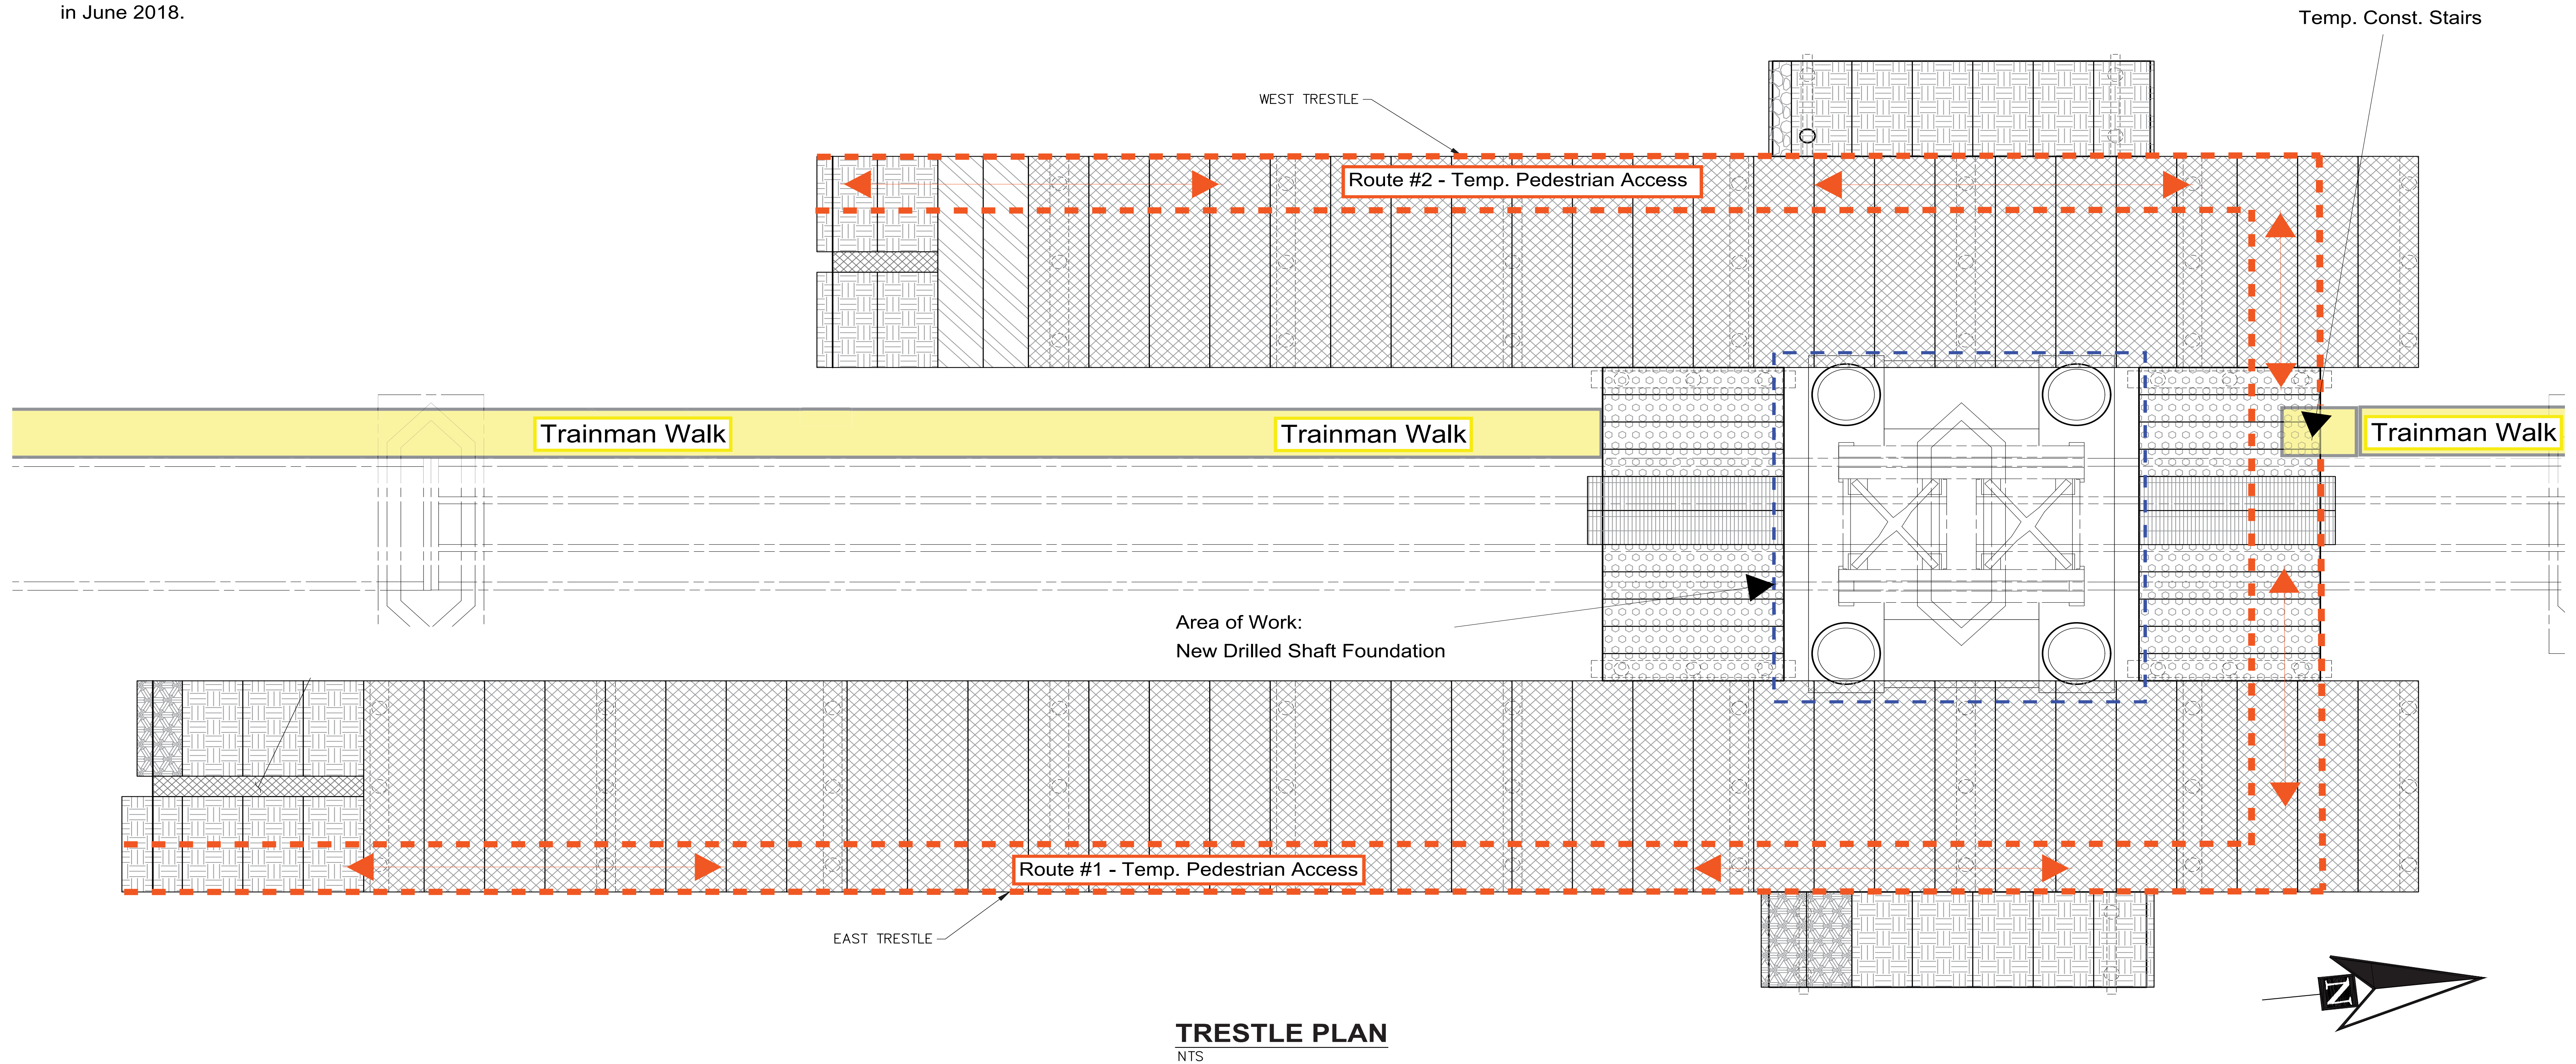 in June 2018.
Temp. Const. Stairs
WEST TRESTLE
Route #2 - Temp. Pedestrian Access
Trainman Walk
Trainman Walk
Trainman Walk
Area of Work:
New Drilled Shaft Foundation
Route #1 - Temp. Pedestrian Access
EAST TRESTLE
N
TRESTLE PLAN
NTS